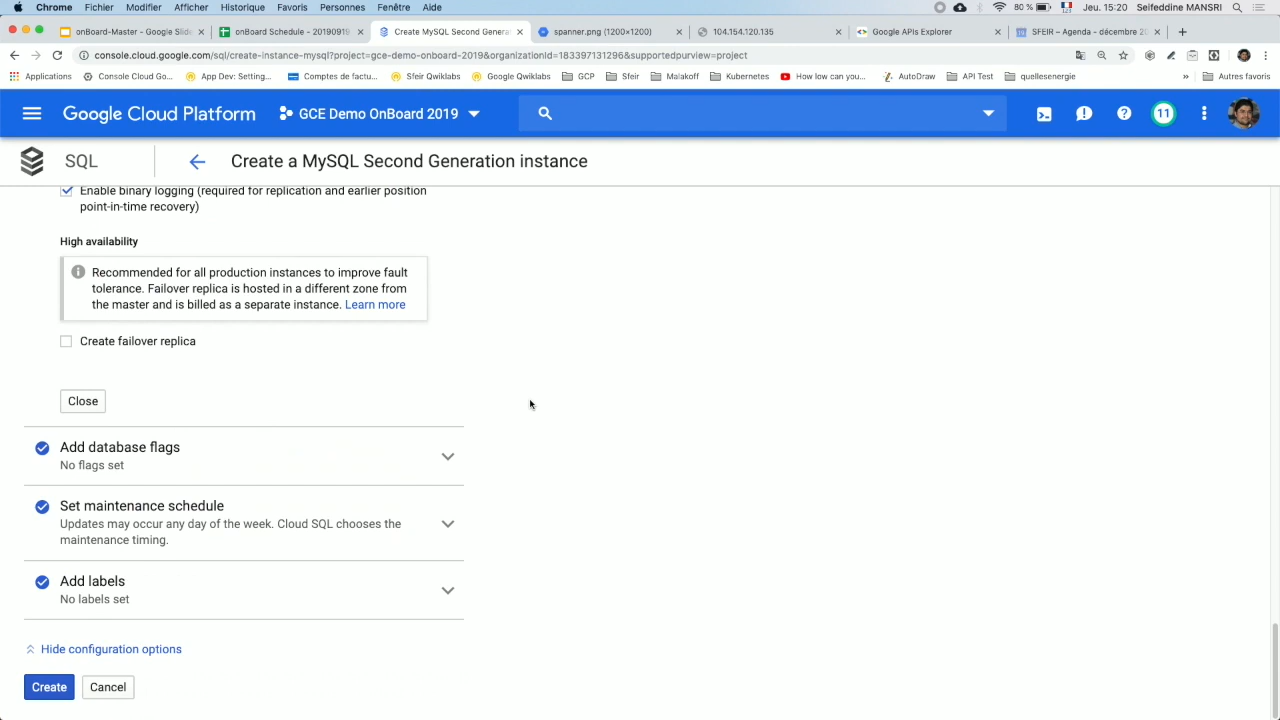 Chrome Fichier Modifier Afficher Historique Favoris Personnes Fenêtre Aide 80 % Jeu. 15:20 Seifeddine MANSRI
onBoard-Master - Google Slide onBoard Schedule - 20190919 Create MySQL Second Genera spanner.png (1200×1200) 104.154.120.135 Google APIs Explorer SFEIR – Agenda – décembre 20
console.cloud.google.com/sql/create-instance-mysql?project=gce-demo-onboard-2019&organizationId=183397131296&supportedpurview=project
Applications Console Cloud Go... App Dev: Setting... Comptes de factu... Sfeir Qwiklabs Google Qwiklabs GCP Sfeir Malakoff Kubernetes How low can you... AutoDraw API Test quellesenergie » Autres favoris
Google Cloud Platform GCE Demo OnBoard 2019 11
SQL Create a MySQL Second Generation instance
Enable binary logging (required for replication and earlier position
point-in-time recovery)
High availability
Recommended for all production instances to improve fault
tolerance. Failover replica is hosted in a different zone from
the master and is billed as a separate instance. Learn more
Create failover replica
Close
Add database flags
No flags set
Set maintenance schedule
Updates may occur any day of the week. Cloud SQL chooses the
maintenance timing.
Add labels
No labels set
Hide configuration options
Create Cancel